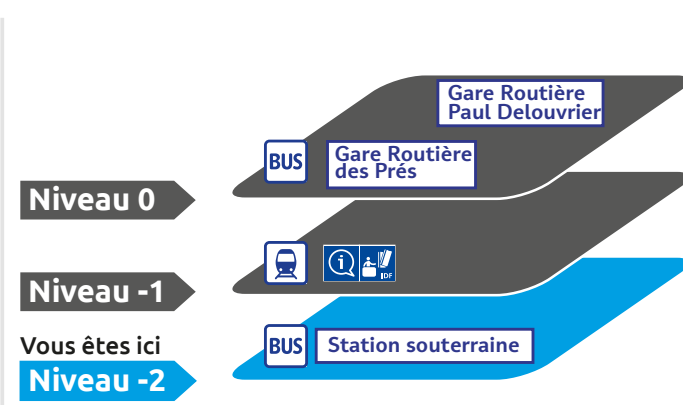 Gare Routière
Paul Delouvrier
BUS
Gare Routière
des Prés
Niveau 0
i
IDF
Niveau -1
Vous êtes ici
BUS
Station souterraine
Niveau -2